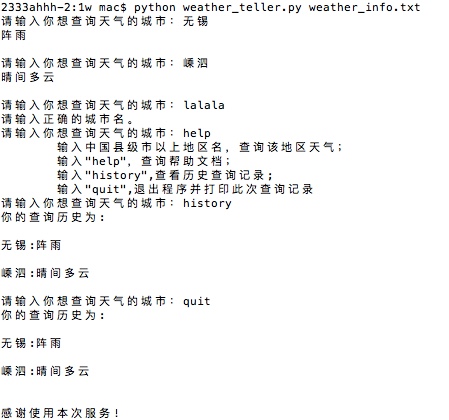 2333ahhh-2:1w mac$ python weather_teller.py weather_info.txt
请输入你想查询天气的城市：无锡
阵雨
请输入你想查询天气的城市：嵊泗
晴间多云
请输入你想查询天气的城市：lalala
请输入正确的城市名。
请输入你想查询天气的城市：help
输入中国县级市以上地区名，查询该地区天气；
输入"help"，查询帮助文档；
输入"history",查看历史查询记录；
输入"quit",退出程序并打印此次查询记录
请输入你想查询天气的城市：history
你的查询历史为：
无锡:阵雨
嵊泗:晴间多云
请输入你想查询天气的城市：quit
你的查询历史为：
无锡:阵雨
嵊泗:晴间多云
感谢使用本次服务！